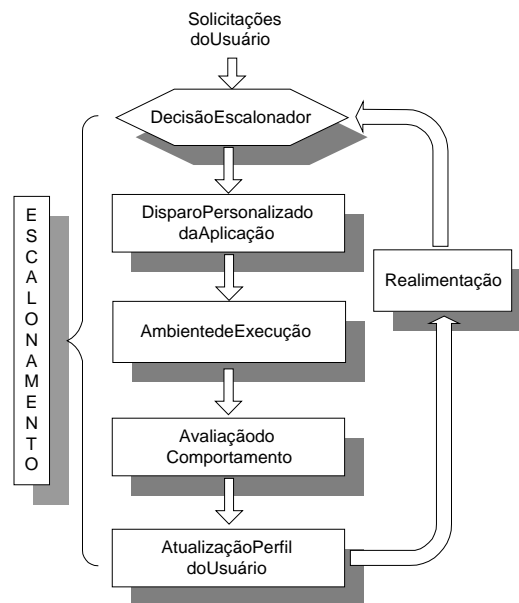 Solicitações
doUsuário
DecisãoEscalonador
DisparoPersonalizado
daAplicação
AmbientedeExecução
Avaliaçãodo
Comportamento
AtualizaçãoPerfil
doUsuário
Realimentação
E
S
C
A
L
O
N
A
M
E
N
T
O